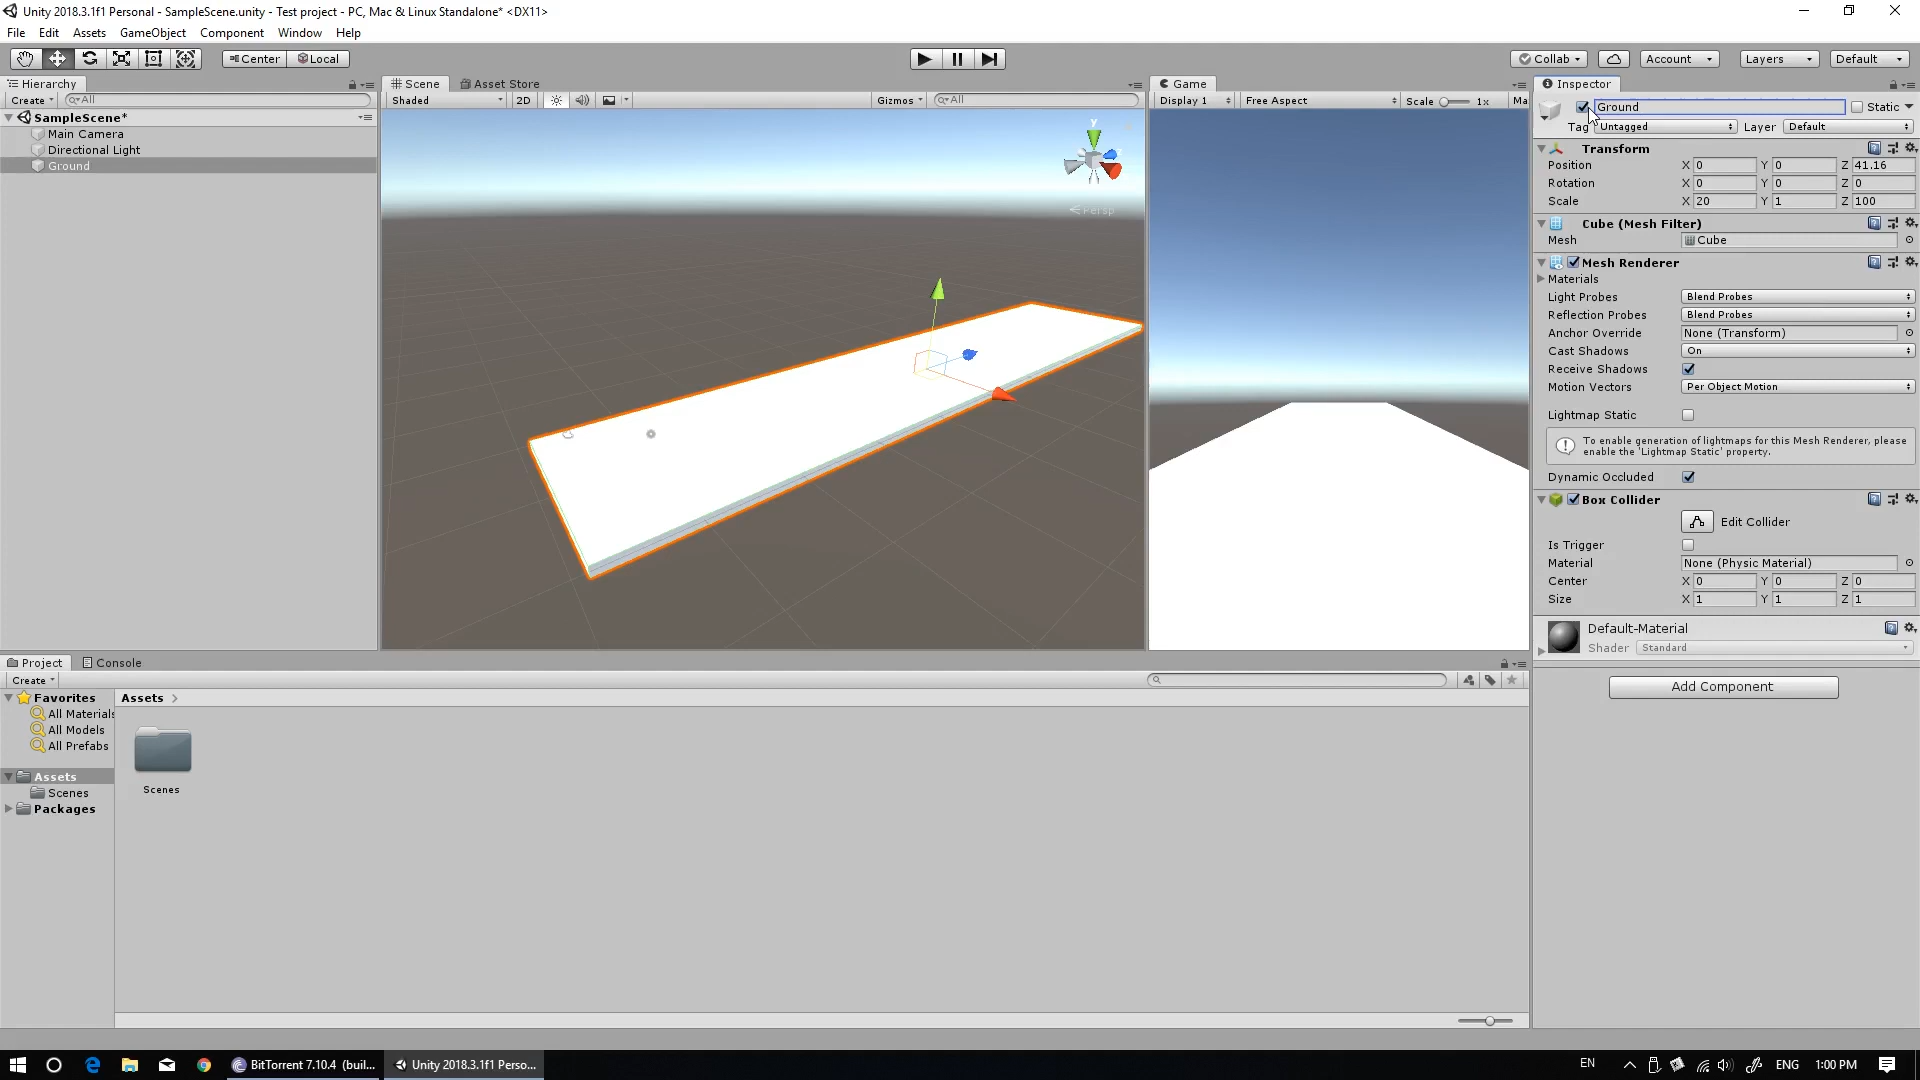 Unity 2018.3.1f1 Personal - SampleScene.unity - Test project - PC, Mac & Linux Standalone* <DX11>
File Edit Assets GameObject Component Window Help
Center Local
Collab Account Layers Default
Hierarchy
Create All
SampleScene*
Main Camera
Directional Light
Ground
Scene Asset Store
Shaded 2D Gizmos All
y
Persp
Game
Display 1 Free Aspect Scale 1x Ma
Inspector
Ground Static
Tag Untagged Layer Default
Transform
Position X 0 Y 0 Z 41.16
Rotation X 0 Y 0 Z 0
Scale X 20 Y 1 Z 100
Cube (Mesh Filter)
Mesh Cube
Mesh Renderer
Materials
Light Probes Blend Probes
Reflection Probes Blend Probes
Anchor Override None (Transform)
Cast Shadows On
Receive Shadows
Motion Vectors Per Object Motion
Lightmap Static
To enable generation of lightmaps for this Mesh Renderer, please
enable the 'Lightmap Static' property.
Dynamic Occluded
Box Collider
Edit Collider
Is Trigger
Material None (Physic Material)
Center X 0 Y 0 Z 0
Size X 1 Y 1 Z 1
Default-Material
Shader Standard
Add Component
Project Console
Create
Favorites
All Materials
All Models
All Prefabs
Assets
Scenes
Packages
Assets
Scenes
BitTorrent 7.10.4 (buil...
Unity 2018.3.1f1 Perso...
EN
ENG
1:00 PM